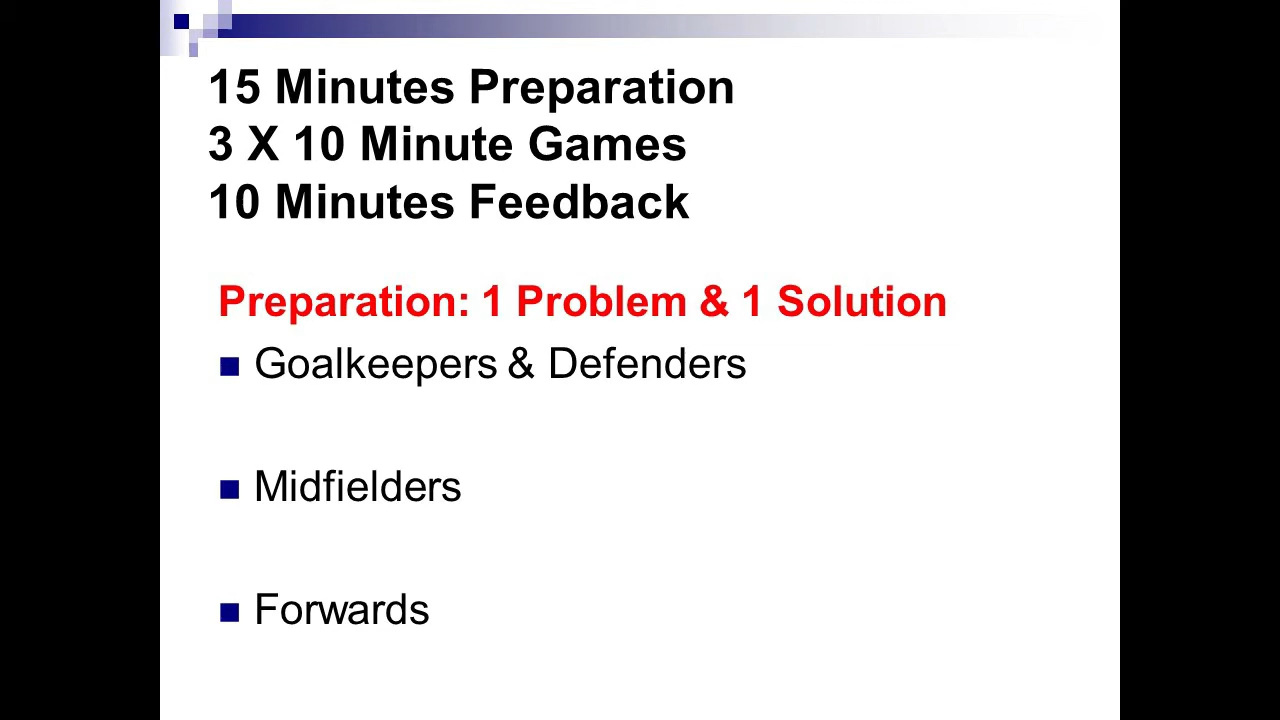 15 Minutes Preparation
3 X 10 Minute Games
10 Minutes Feedback
Preparation: 1 Problem & 1 Solution
Goalkeepers & Defenders
Midfielders
Forwards